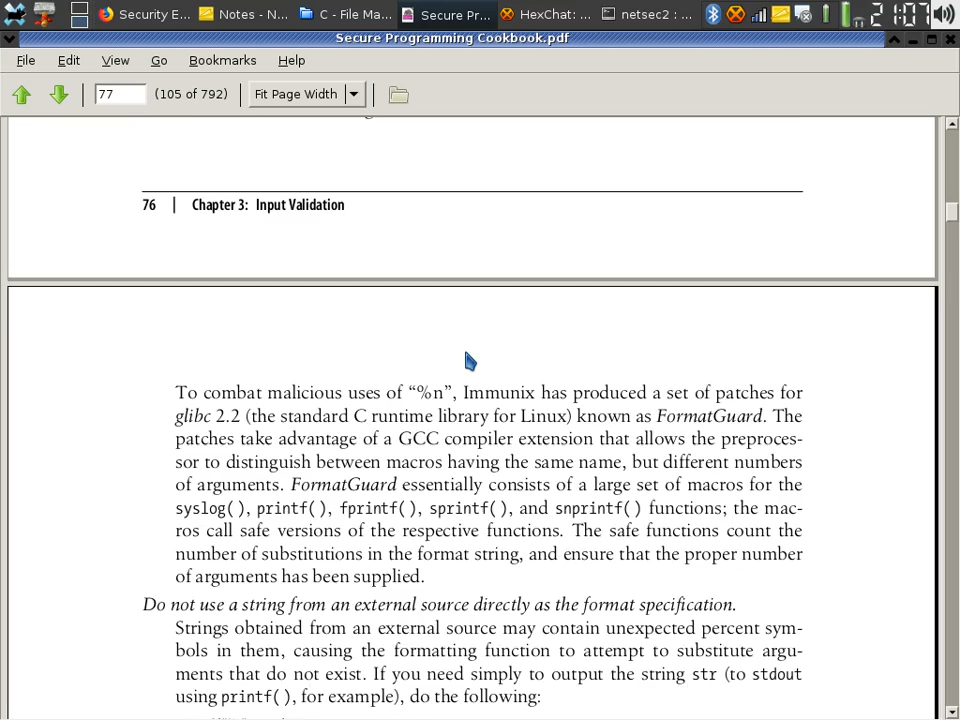 Security E... Notes - N... C - File Ma... Secure Pr... HexChat: ... netsec2 : ... 21:07
Secure Programming Cookbook.pdf
File Edit View Go Bookmarks Help
77 (105 of 792) Fit Page Width
76 | Chapter 3: Input Validation
To combat malicious uses of “%n”, Immunix has produced a set of patches for
glibc 2.2 (the standard C runtime library for Linux) known as FormatGuard. The
patches take advantage of a GCC compiler extension that allows the preproces-
sor to distinguish between macros having the same name, but different numbers
of arguments. FormatGuard essentially consists of a large set of macros for the
syslog(), printf(), fprintf(), sprintf(), and snprintf() functions; the mac-
ros call safe versions of the respective functions. The safe functions count the
number of substitutions in the format string, and ensure that the proper number
of arguments has been supplied.
Do not use a string from an external source directly as the format specification.
Strings obtained from an external source may contain unexpected percent sym-
bols in them, causing the formatting function to attempt to substitute argu-
ments that do not exist. If you need simply to output the string str (to stdout
using printf(), for example), do the following: